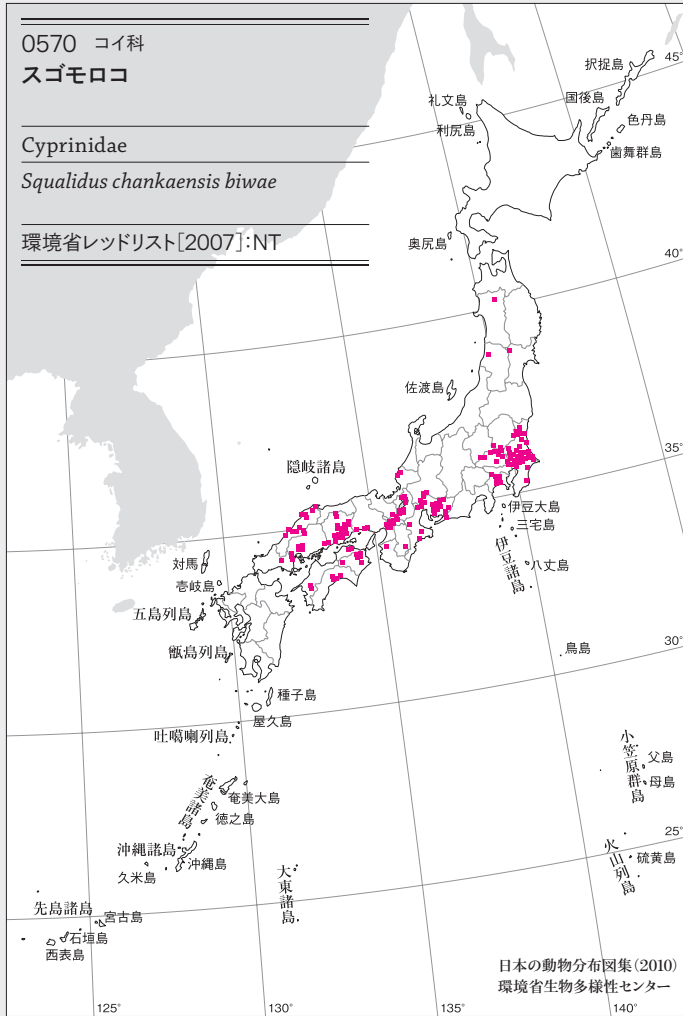 0570 コイ科
スゴモロコ
Cyprinidae
Squalidus chankaensis biwae
環境省レッドリスト[2007]:NT
択捉島
45°
礼文島
国後島
利尻島
色丹島
歯舞群島
奥尻島
40°
佐渡島
35°
隠岐諸島
伊豆大島
三宅島
伊豆諸島
八丈島
対馬
壱岐島
五島列島
甑島列島
鳥島
30°
種子島
屋久島
吐噶喇列島
小笠原群島
父島
母島
奄美諸島
奄美大島
徳之島
25°
沖縄諸島
沖縄島
久米島
火山列島
硫黄島
大東諸島
先島諸島
宮古島
石垣島
西表島
日本の動物分布図集(2010)
環境省生物多様性センター
125°
130°
135°
140°